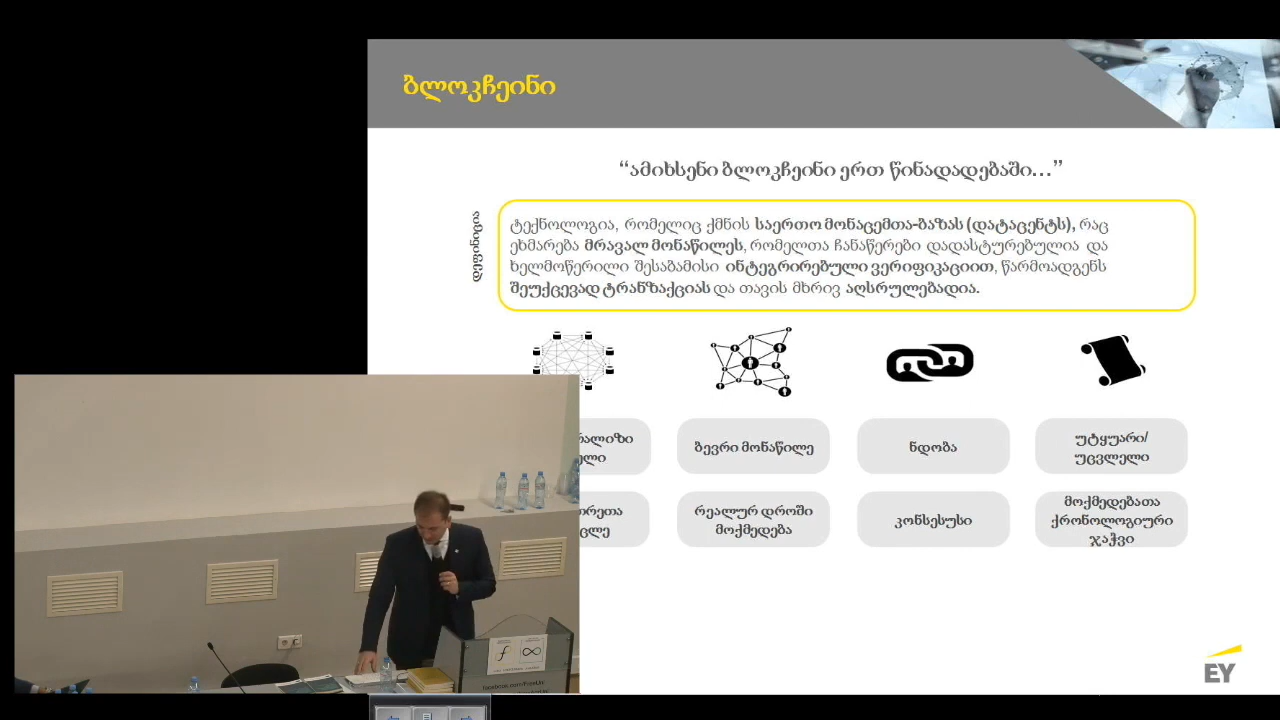 ბლოკჩეინი
“ამიხსენი ბლოკჩეინი ერთ წინადადებაში...”
დეფინიცია
ტექნოლოგია, რომელიც ქმნის საერთო მონაცემთა-ბაზას (დატაცენტს), რაც
ეხმარება მრავალ მონაწილეს, რომელთა ჩანაწერები დადასტურებულია და
ხელმოწერილი შესაბამისი ინტეგრირებული ვერიფიკაციით, წარმოადგენს
შეუქცევად ტრანზაქციას და თავის მხრივ აღსრულებადია.
ბევრი მონაწილე
ნდობა
უტყუარი/
უცვლელი
რეალურ დროში
მოქმედება
კონსესუსი
მოქმედებათა
ქრონოლოგიური
ჯაჭვი
EY